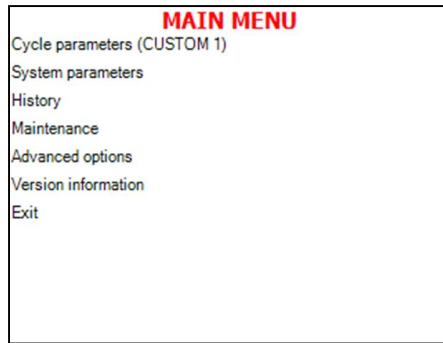 MAIN MENU
Cycle parameters (CUSTOM 1)
System parameters
History
Maintenance
Advanced options
Version information
Exit